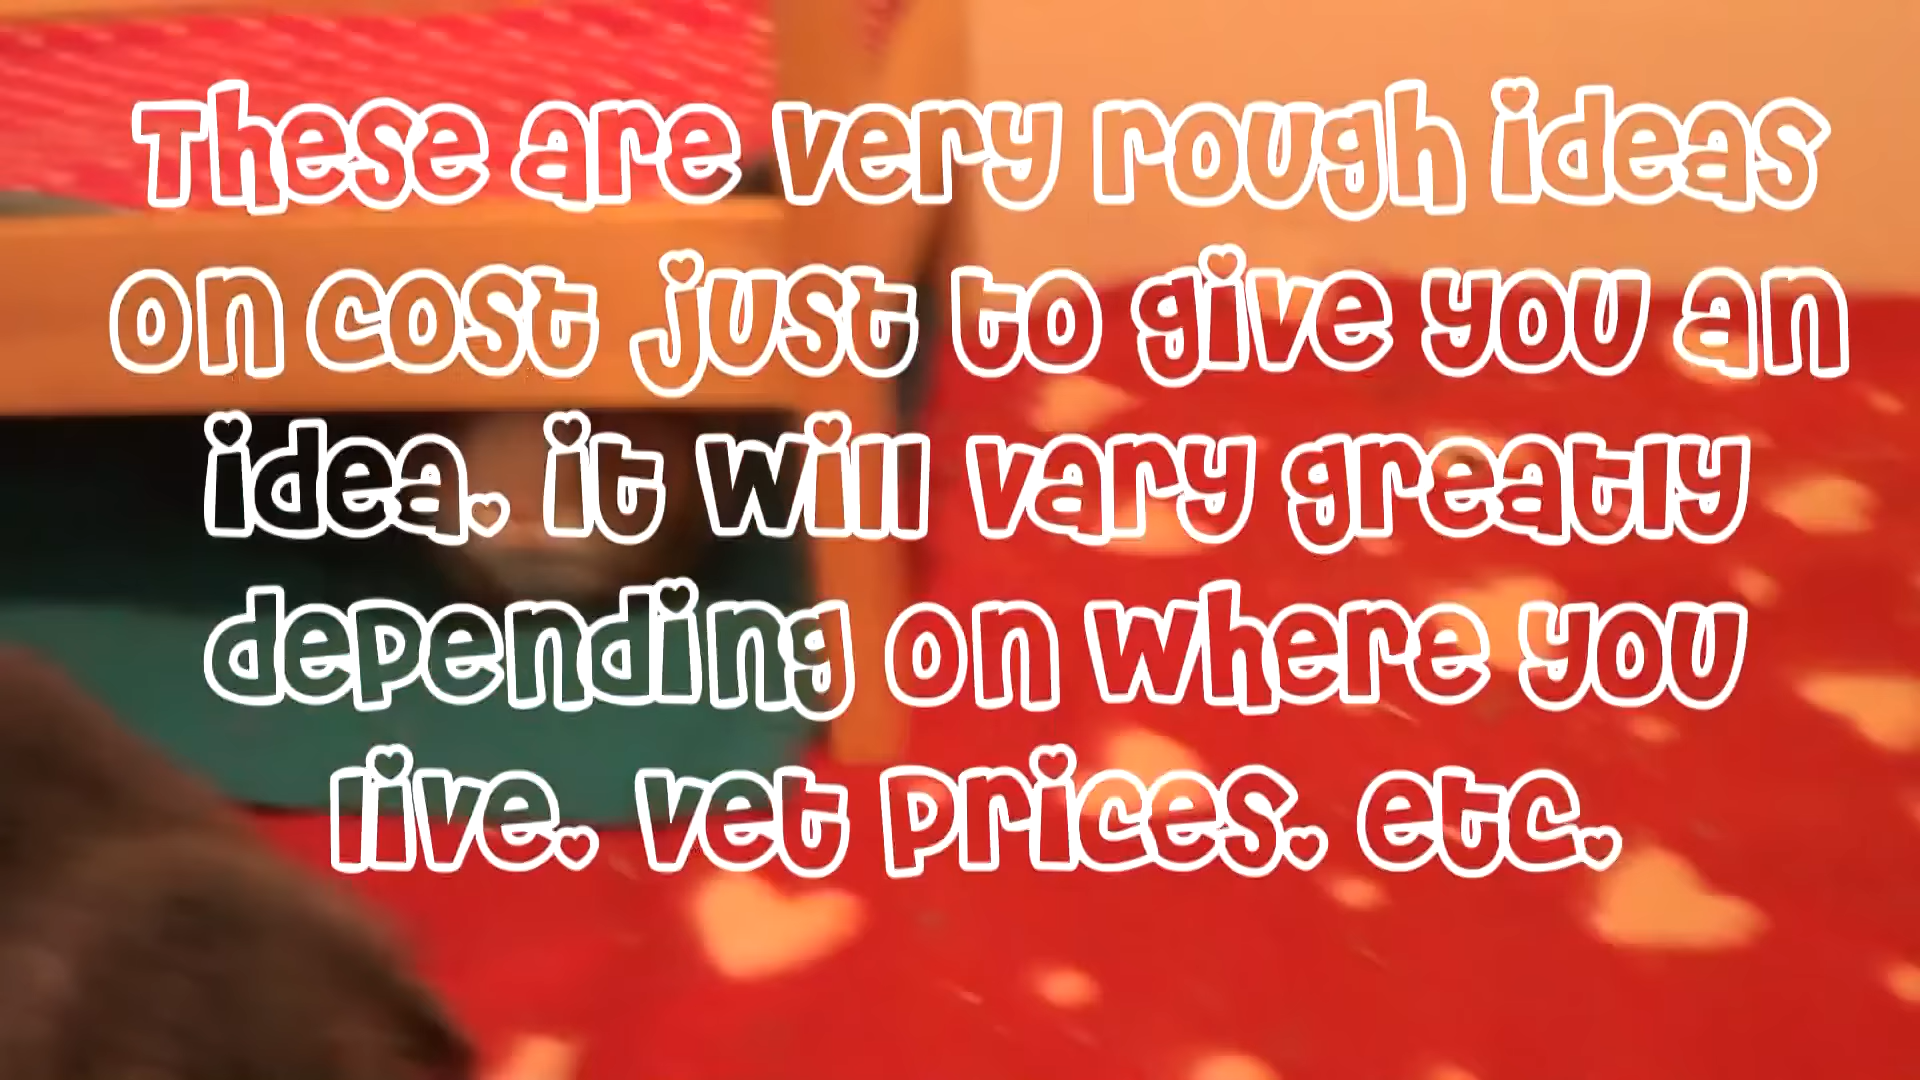 These are very rough ideas
on cost just to give you an
idea. it will vary greatly
depending on where you
live. vet prices. etc.